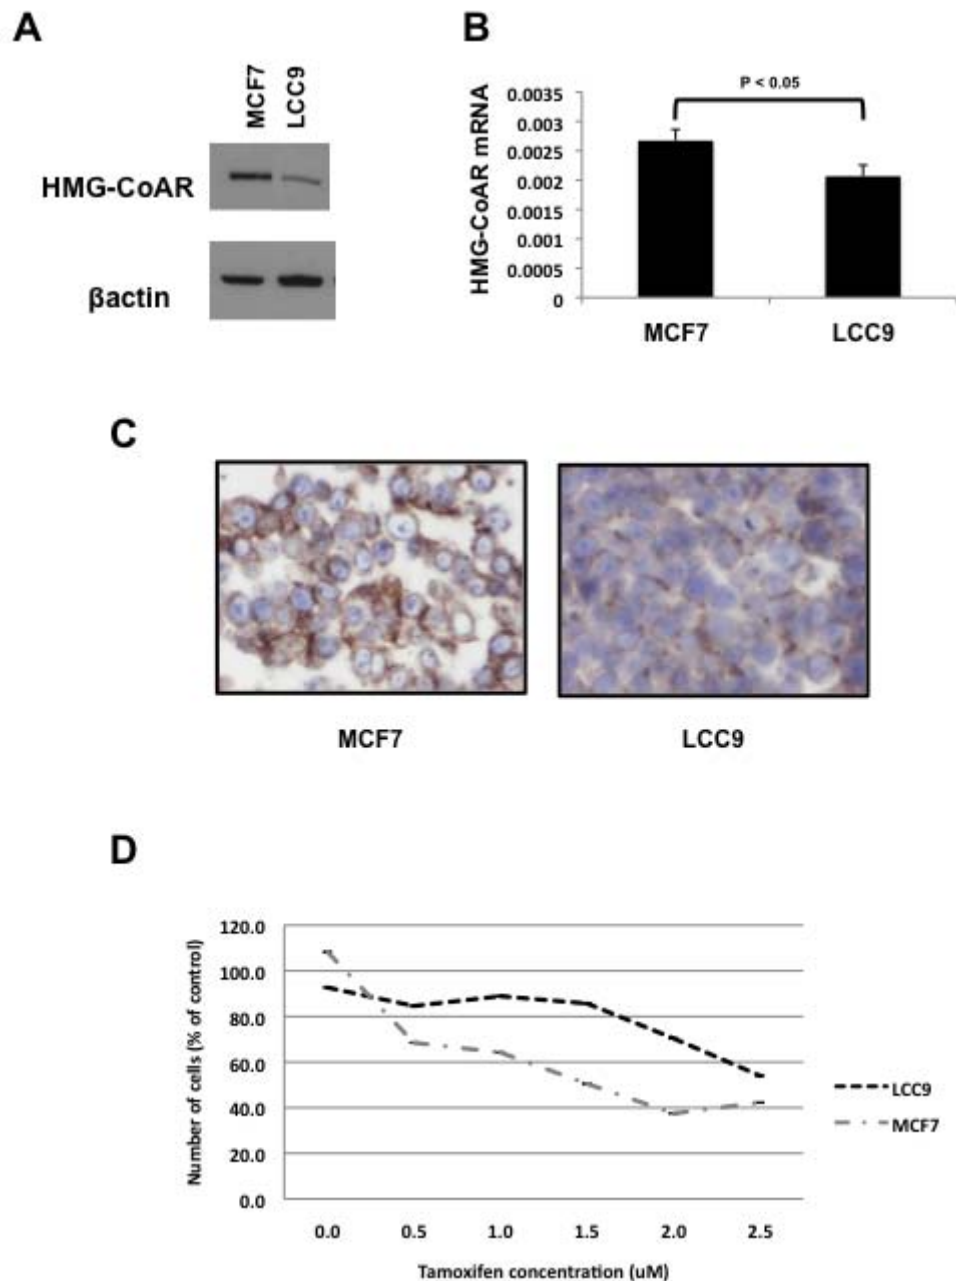 A
MCF7
LCC9
HMG-CoAR
βactin
B
P < 0.05
HMG-CoAR mRNA
0.0035
0.003
0.0025
0.002
0.0015
0.001
0.0005
0
MCF7
LCC9
C
MCF7
LCC9
D
Number of cells (% of control)
120.0
100.0
80.0
60.0
40.0
20.0
0.0
0.0 0.5 1.0 1.5 2.0 2.5
Tamoxifen concentration (uM)
LCC9
MCF7